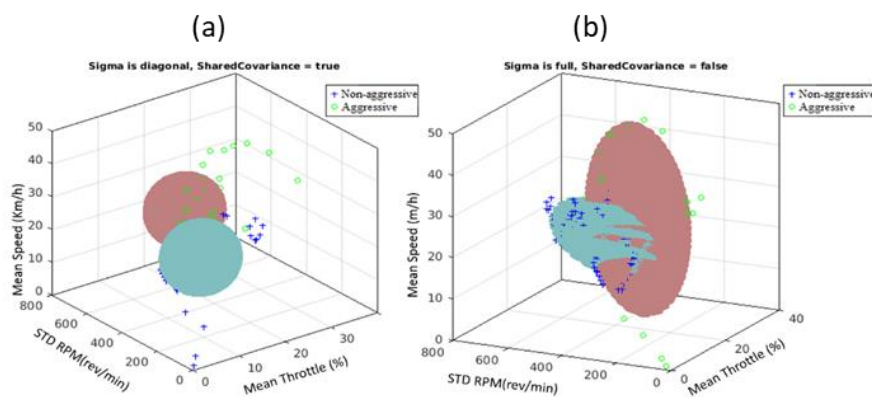 (a)
(b)
Sigma is diagonal, SharedCovariance = true
Non-aggressive
Aggressive
50
40
30
20
10
0
Mean Speed (Km/h)
800
600
400
200
0
STD RPM(rev/min)
0
10
20
30
Mean Throttle (%)
Sigma is full, SharedCovariance = false
Non-aggressive
Aggressive
50
40
30
20
10
0
Mean Speed (m/h)
800
600
400
200
0
STD RPM(rev/min)
0
20
40
Mean Throttle (%)